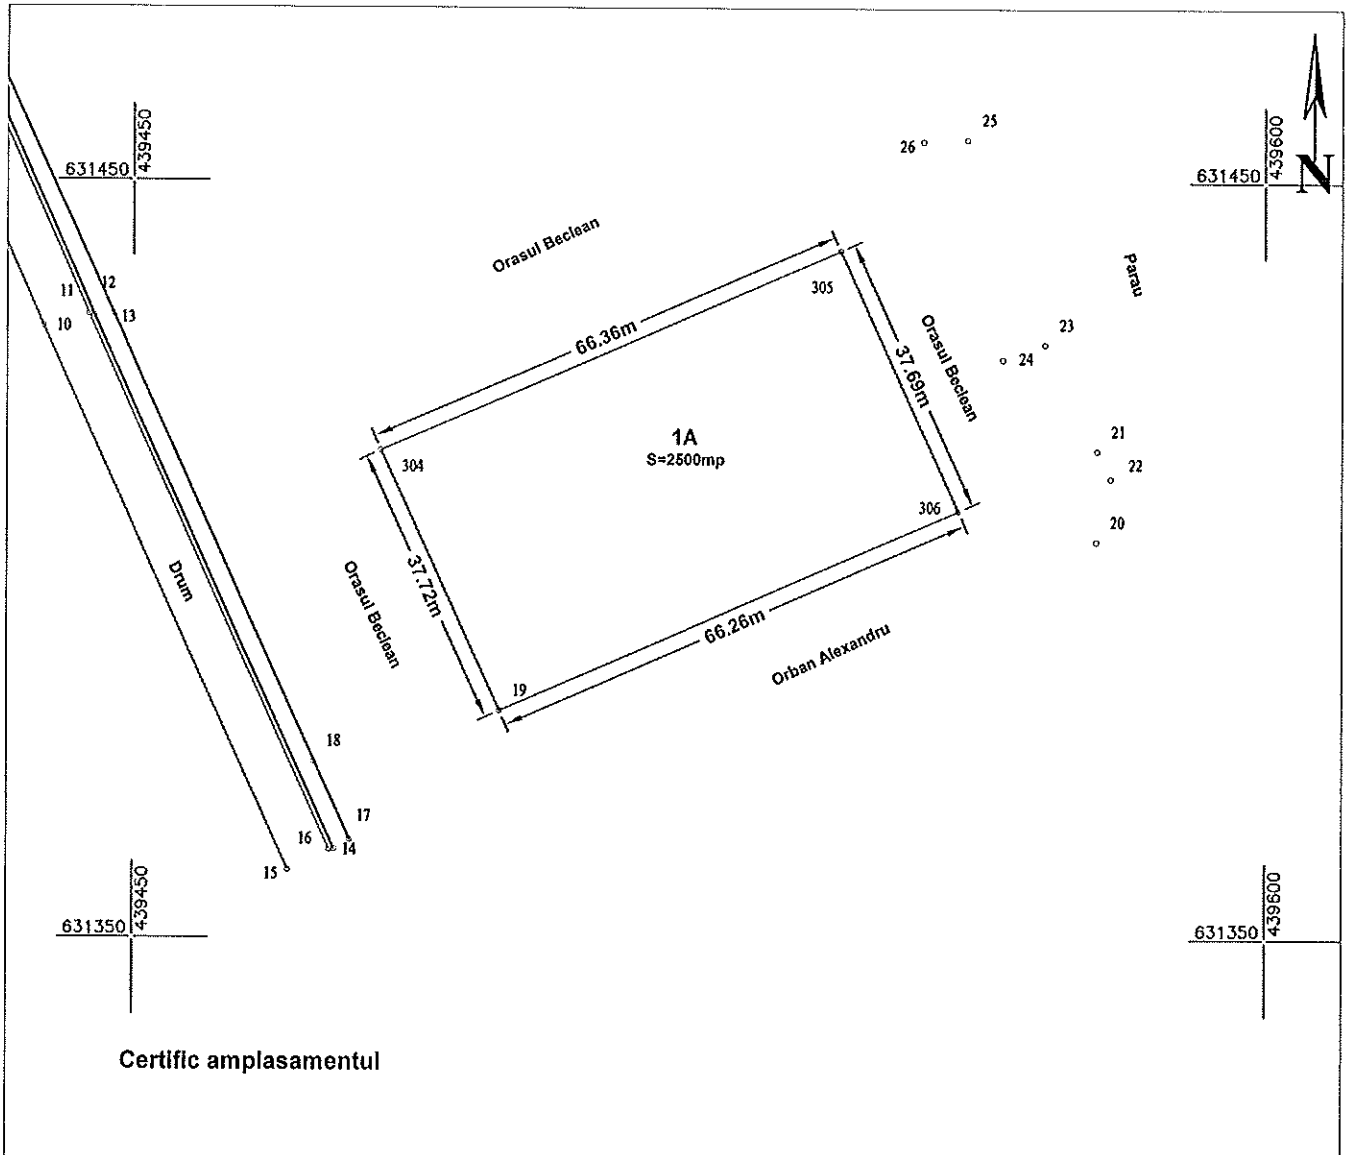 439450
631450
26
25
439600
631450
N
Orasul Beclean
Parau
305
12
11
10
13
66.36m
Orasul Beclean
37.69m
23
24
1A
S=2500mp
304
21
22
306
20
Drum
37.72m
Orasul Beclean
66.26m
Orban Alexandru
19
18
17
16
14
15
439450
631350
439600
631350
Certific amplasamentul